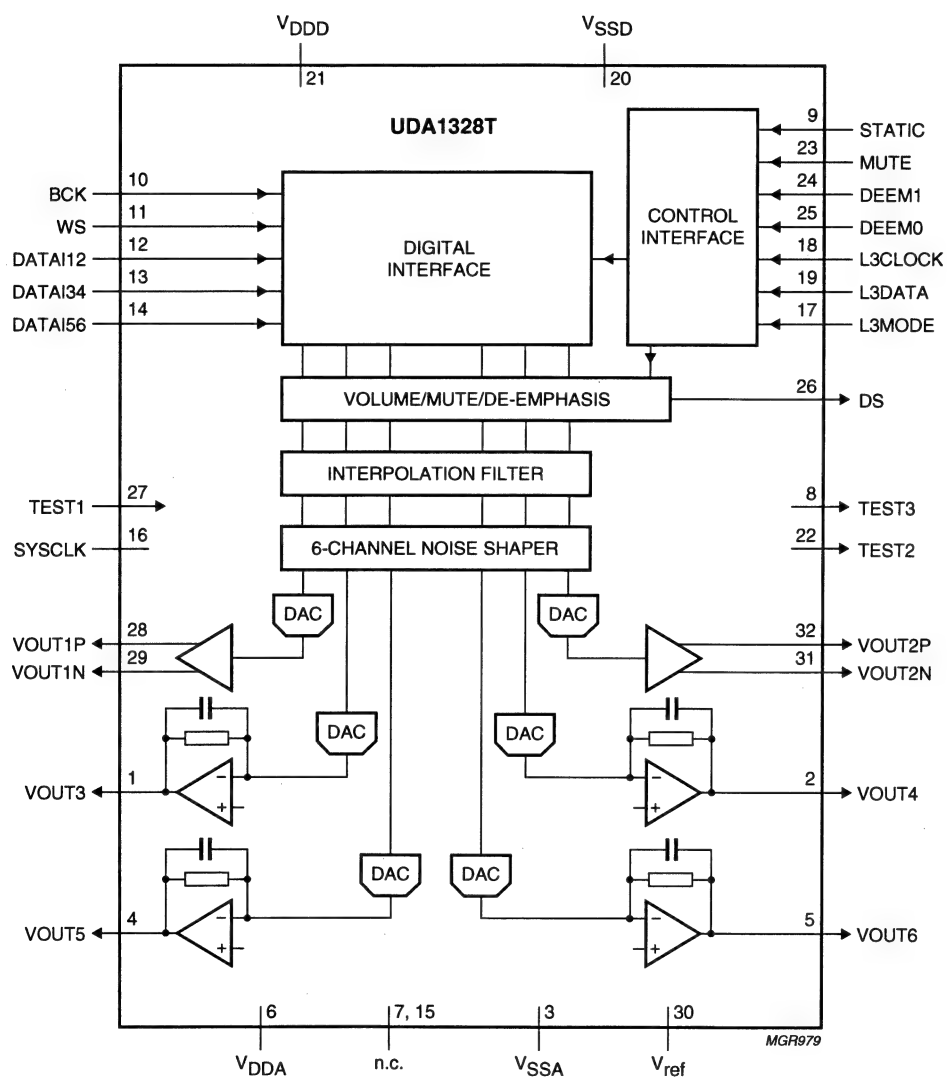 VDDD
VSSD
21
20
UDA1328T
9
STATIC
23
MUTE
BCK
10
24
DEEM1
WS
11
25
DEEM0
DATAI12
12
18
L3CLOCK
DATAI34
13
19
L3DATA
DATAI56
14
17
L3MODE
DIGITAL
INTERFACE
CONTROL
INTERFACE
VOLUME/MUTE/DE-EMPHASIS
26
DS
INTERPOLATION FILTER
TEST1
27
8
TEST3
SYSCLK
16
22
TEST2
6-CHANNEL NOISE SHAPER
DAC
DAC
VOUT1P
28
32
VOUT2P
VOUT1N
29
31
VOUT2N
DAC
DAC
−
−
VOUT3
1
2
VOUT4
+
+
DAC
DAC
−
−
VOUT5
4
5
VOUT6
+
+
6
7, 15
3
30
MGR979
VDDA
n.c.
VSSA
Vref